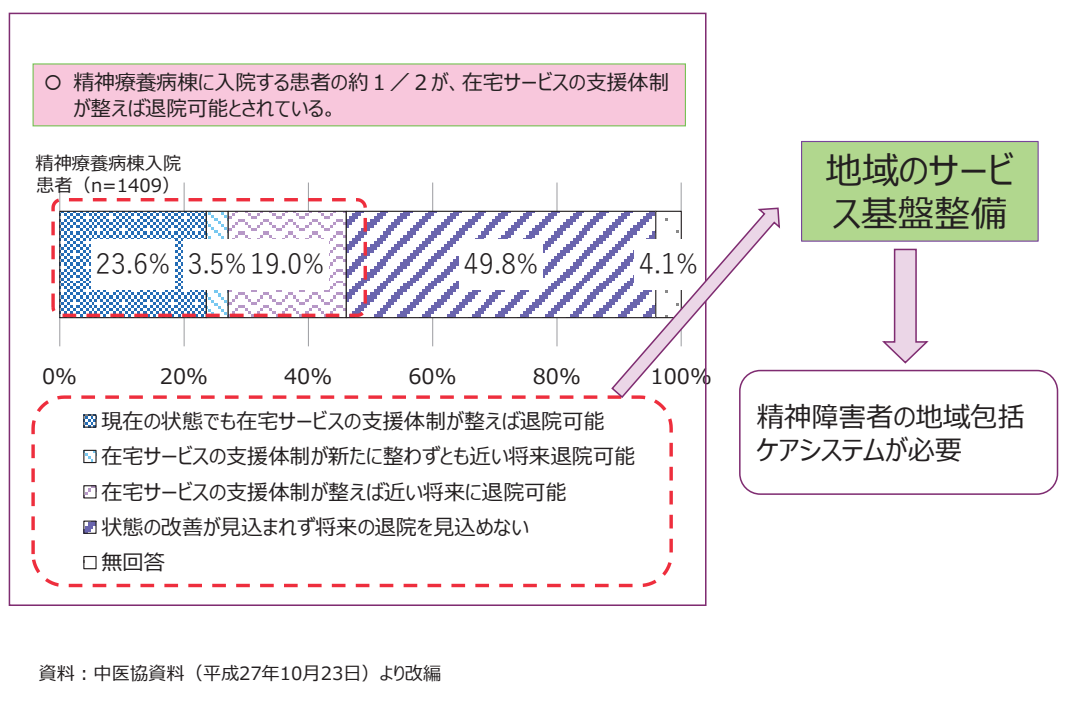 〇 精神療養病棟に入院する患者の約１／２が、在宅サービスの支援体制
が整えば退院可能とされている。
精神療養病棟入院
患者（n=1409）
23.6%
3.5%
19.0%
49.8%
4.1%
0%
20%
40%
60%
80%
100%
現在の状態でも在宅サービスの支援体制が整えば退院可能
在宅サービスの支援体制が新たに整わずとも近い将来退院可能
在宅サービスの支援体制が整えば近い将来に退院可能
状態の改善が見込まれず将来の退院を見込めない
無回答
地域のサービ
ス基盤整備
精神障害者の地域包括
ケアシステムが必要
資料：中医協資料（平成27年10月23日）より改編